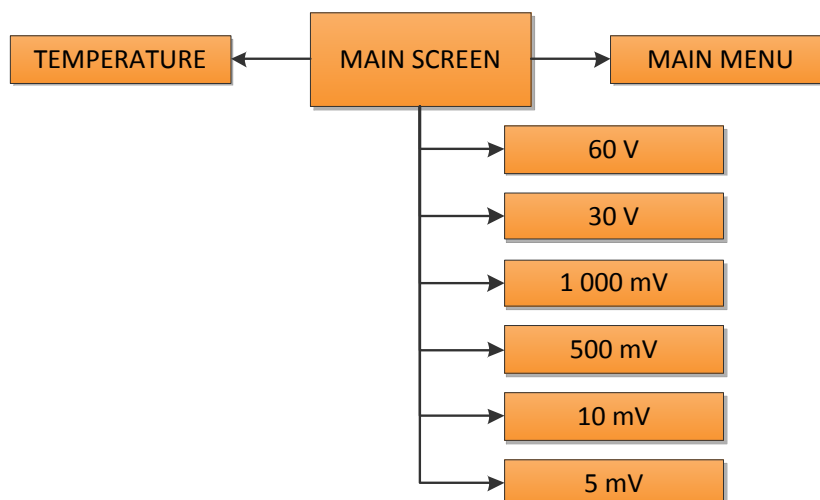 TEMPERATURE
MAIN SCREEN
MAIN MENU
60 V
30 V
1 000 mV
500 mV
10 mV
5 mV